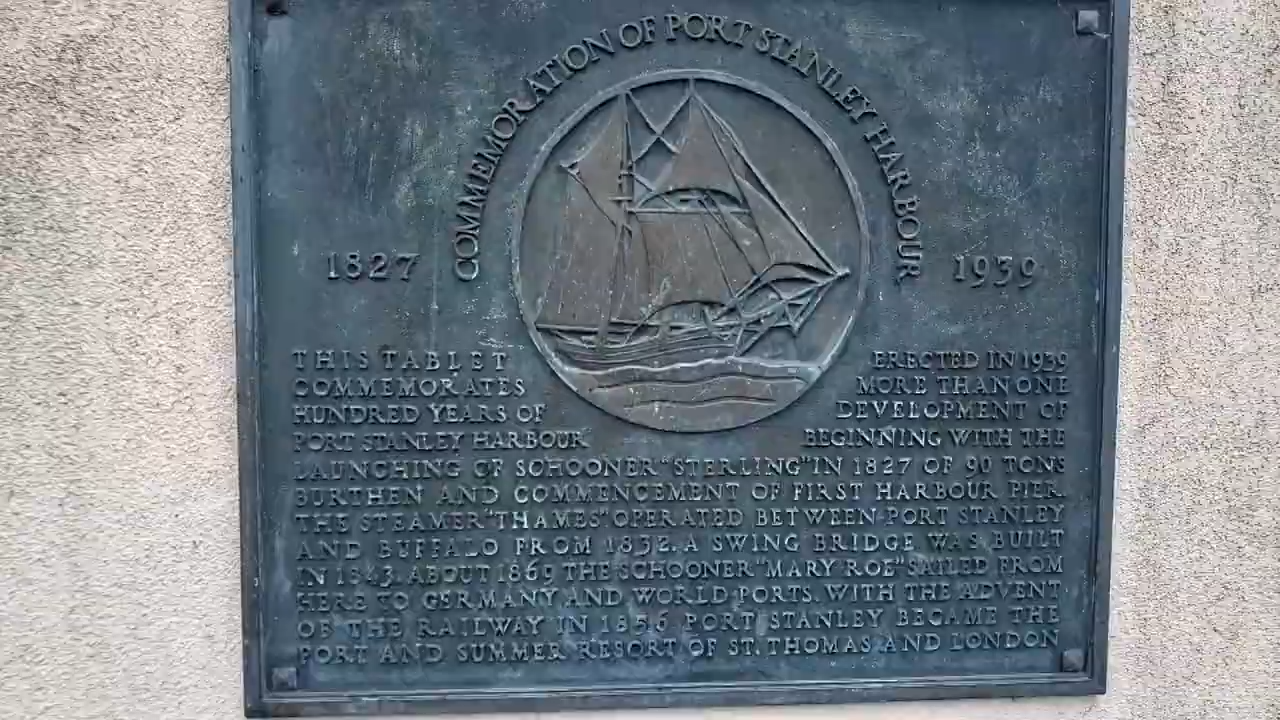 COMMEMORATION OF PORT STANLEY HARBOUR
1827 1939
THIS TABLET ERECTED IN 1939
COMMEMORATES MORE THAN ONE
HUNDRED YEARS OF DEVELOPMENT OF
PORT STANLEY HARBOUR BEGINNING WITH THE
LAUNCHING OF SCHOONER "STERLING" IN 1827 OF 90 TONS
BURTHEN AND COMMENCEMENT OF FIRST HARBOUR PIER.
THE STEAMER "THAMES" OPERATED BETWEEN PORT STANLEY
AND BUFFALO FROM 1832. A SWING BRIDGE WAS BUILT
IN 1843. ABOUT 1869 THE SCHOONER "MARY ROE" SAILED FROM
HERE TO GERMANY AND WORLD PORTS. WITH THE ADVENT
OF THE RAILWAY IN 1856 PORT STANLEY BECAME THE
PORT AND SUMMER RESORT OF ST. THOMAS AND LONDON